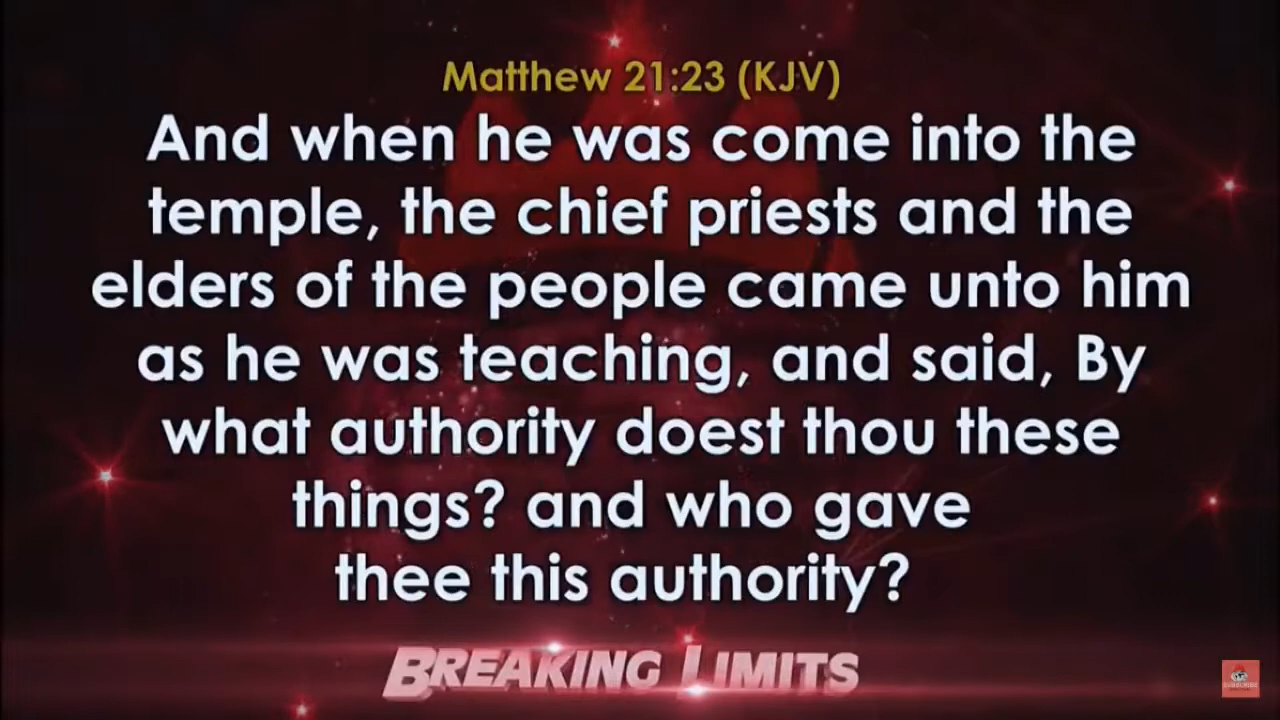 Matthew 21:23 (KJV)
And when he was come into the
temple, the chief priests and the
elders of the people came unto him
as he was teaching, and said, By
what authority doest thou these
things? and who gave
thee this authority?
BREAKING LIMITS
SUBSCRIBE